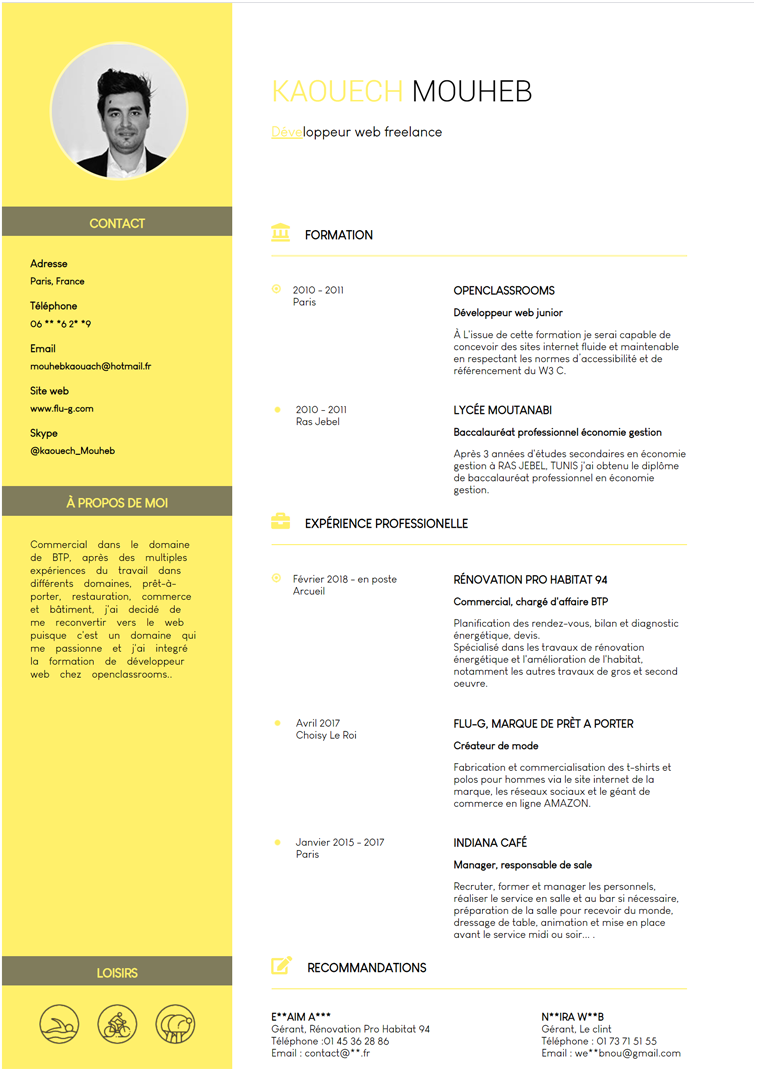 KAOUECH MOUHEB
Développeur web freelance
CONTACT
Adresse
Paris, France
Téléphone
06 ** *6 2* *9
Email
mouhebkaouach@hotmail.fr
Site web
www.flu-g.com
Skype
@kaouech_Mouheb
À PROPOS DE MOI
Commercial dans le domaine
de BTP, après des multiples
expériences du travail dans
différents domaines, prêt-à-
porter, restauration, commerce
et bâtiment, j'ai décidé de
me reconvertir vers le web
puisque c'est un domaine qui
me passionne et j'ai integré
la formation de développeur
web chez openclassrooms..
LOISIRS
FORMATION
2010 - 2011
Paris
OPENCLASSROOMS
Développeur web junior
À L'issue de cette formation je serai capable de
concevoir des sites internet fluide et maintenable
en respectant les normes d'accessibilité et de
référencement du W3 C.
2010 - 2011
Ras Jebel
LYCÉE MOUTANABI
Baccalauréat professionnel économie gestion
Après 3 années d'études secondaires en économie
gestion à RAS JEBEL, TUNIS j'ai obtenu le diplôme
de baccalauréat professionnel en économie
gestion.
EXPÉRIENCE PROFESSIONELLE
Février 2018 - en poste
Arcueil
RÉNOVATION PRO HABITAT 94
Commercial, chargé d'affaire BTP
Planification des rendez-vous, bilan et diagnostic
énergétique, devis.
Spécialisé dans les travaux de rénovation
énergétique et l'amélioration de l'habitat,
notamment les autres travaux de gros et second
oeuvre.
Avril 2017
Choisy Le Roi
FLU-G, MARQUE DE PRÊT A PORTER
Créateur de mode
Fabrication et commercialisation des t-shirts et
polos pour hommes via le site internet de la
marque, les réseaux sociaux et le géant de
commerce en ligne AMAZON.
Janvier 2015 - 2017
Paris
INDIANA CAFÉ
Manager, responsable de sale
Recruter, former et manager les personnels,
réaliser le service en salle et au bar si nécessaire,
préparation de la salle pour recevoir du monde,
dressage de table, animation et mise en place
avant le service midi ou soir... .
RECOMMANDATIONS
E**AIM A***
Gérant, Rénovation Pro Habitat 94
Téléphone :01 45 36 28 86
Email : contact@**.fr
N**IRA W**B
Gérant, Le clint
Téléphone : 01 73 71 51 55
Email : we**bnou@gmail.com